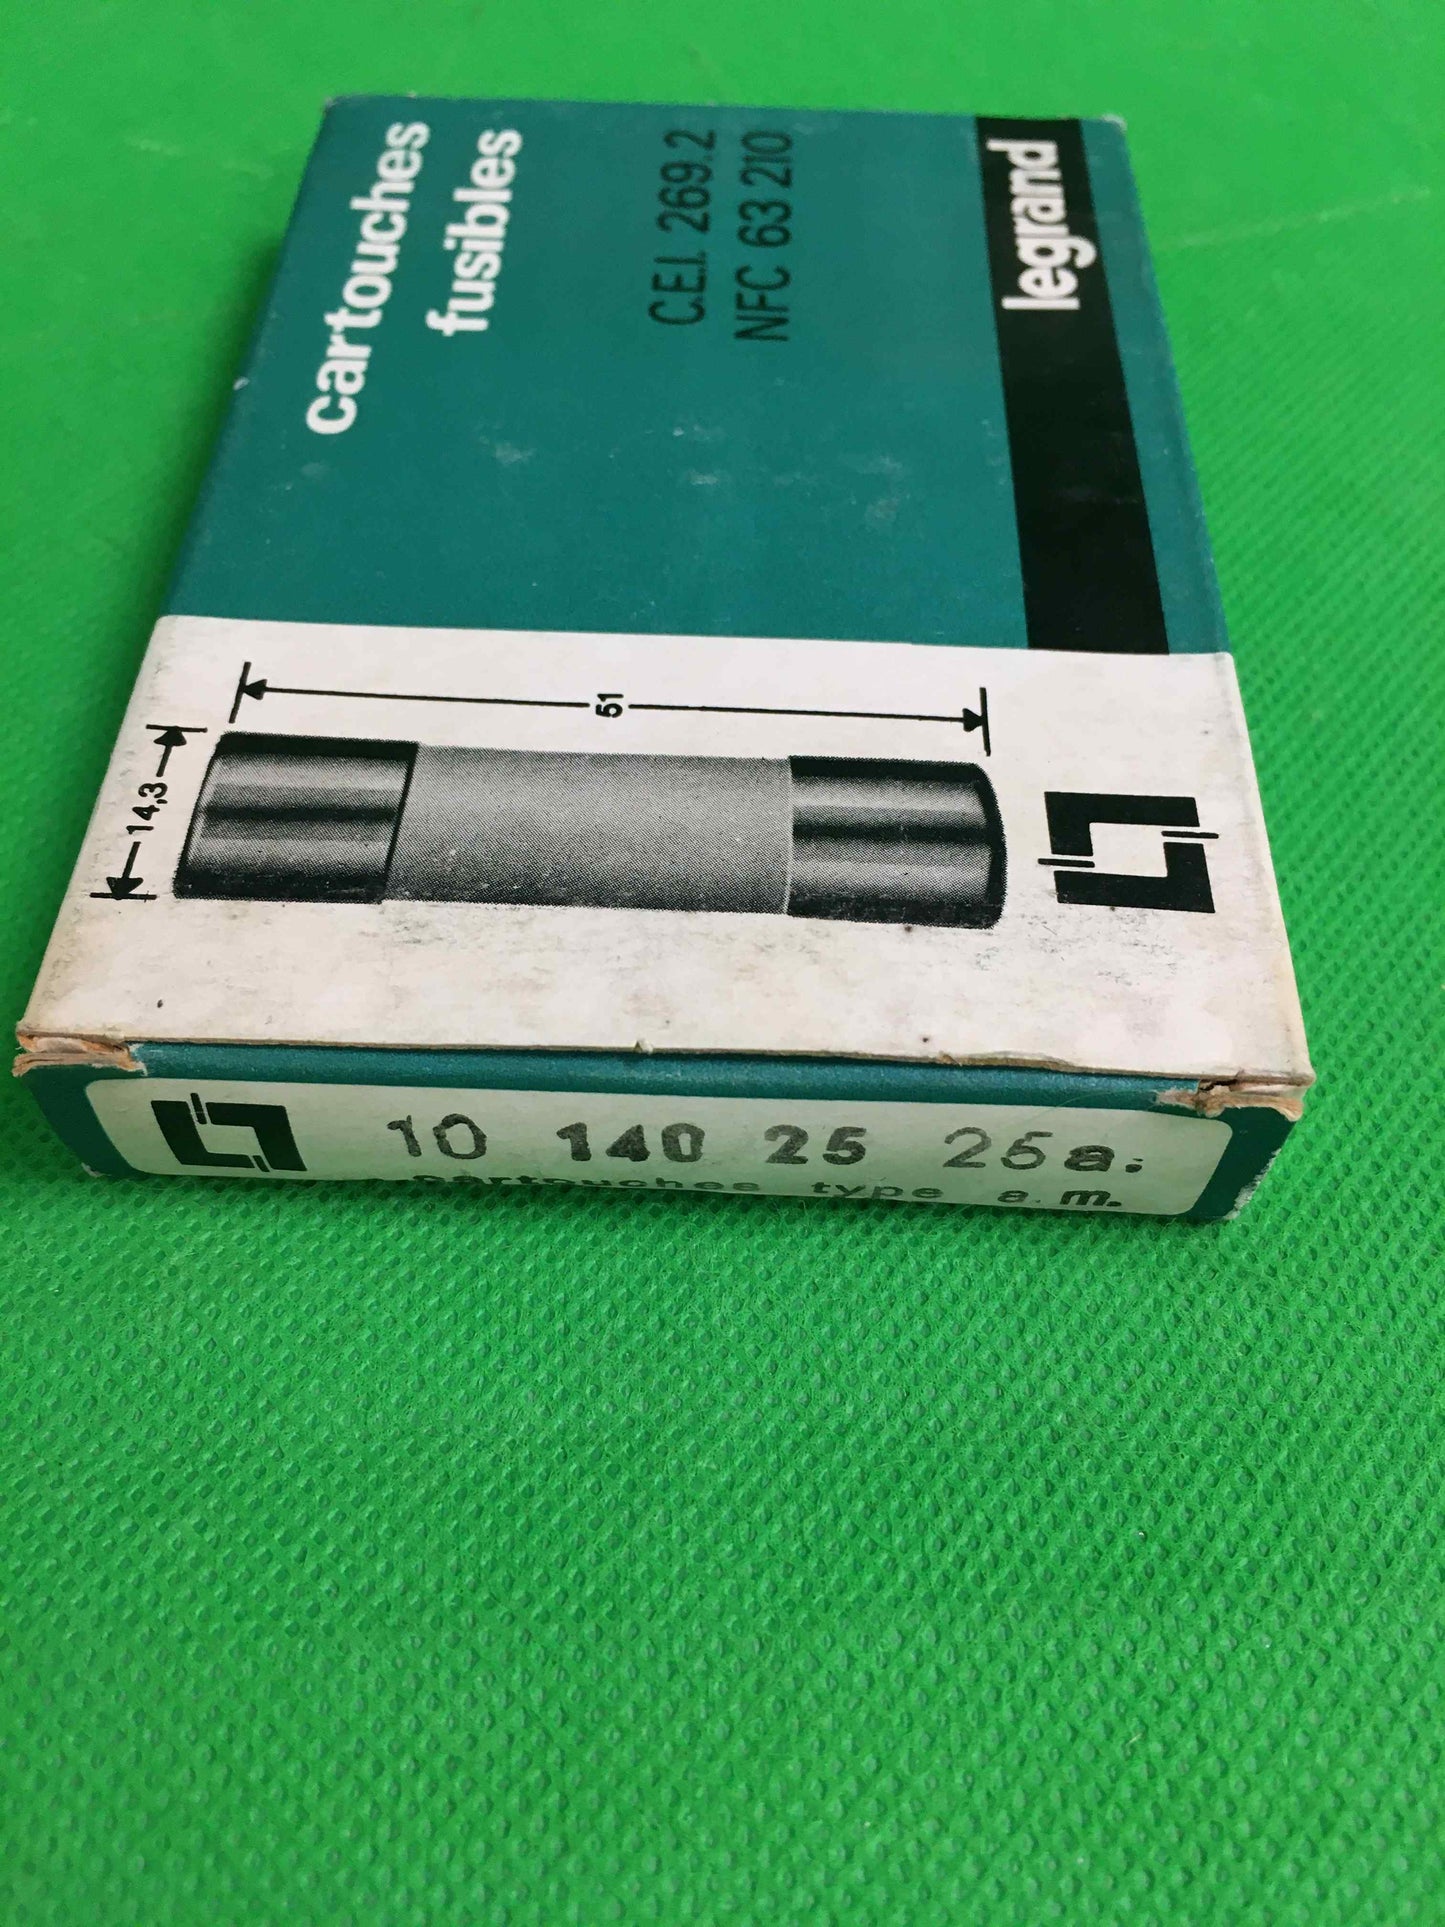 cartouches
fusibles
C.E.I. 269.2
NFC 63 210
legrand
51
14,3
10 140 25 25a.
cartouches type a.m.